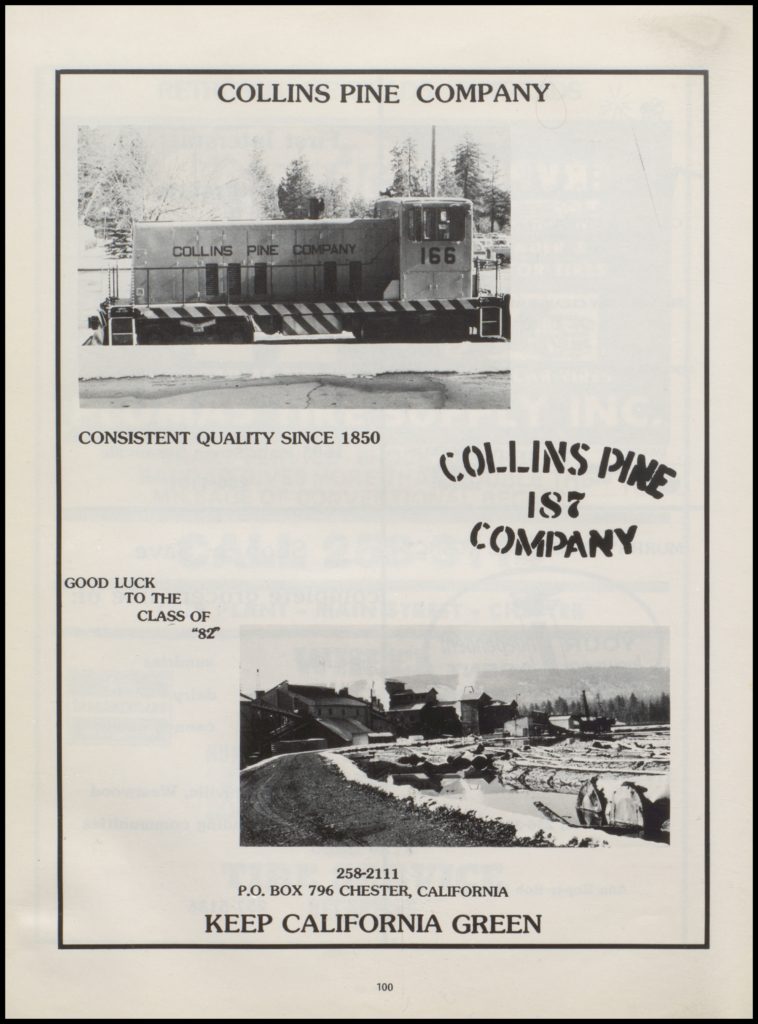 COLLINS PINE COMPANY
COLLINS PINE COMPANY
166
CONSISTENT QUALITY SINCE 1850
COLLINS PINE
187
COMPANY
GOOD LUCK
TO THE
CLASS OF
"82"
258-2111
P.O. BOX 796 CHESTER, CALIFORNIA
KEEP CALIFORNIA GREEN
100